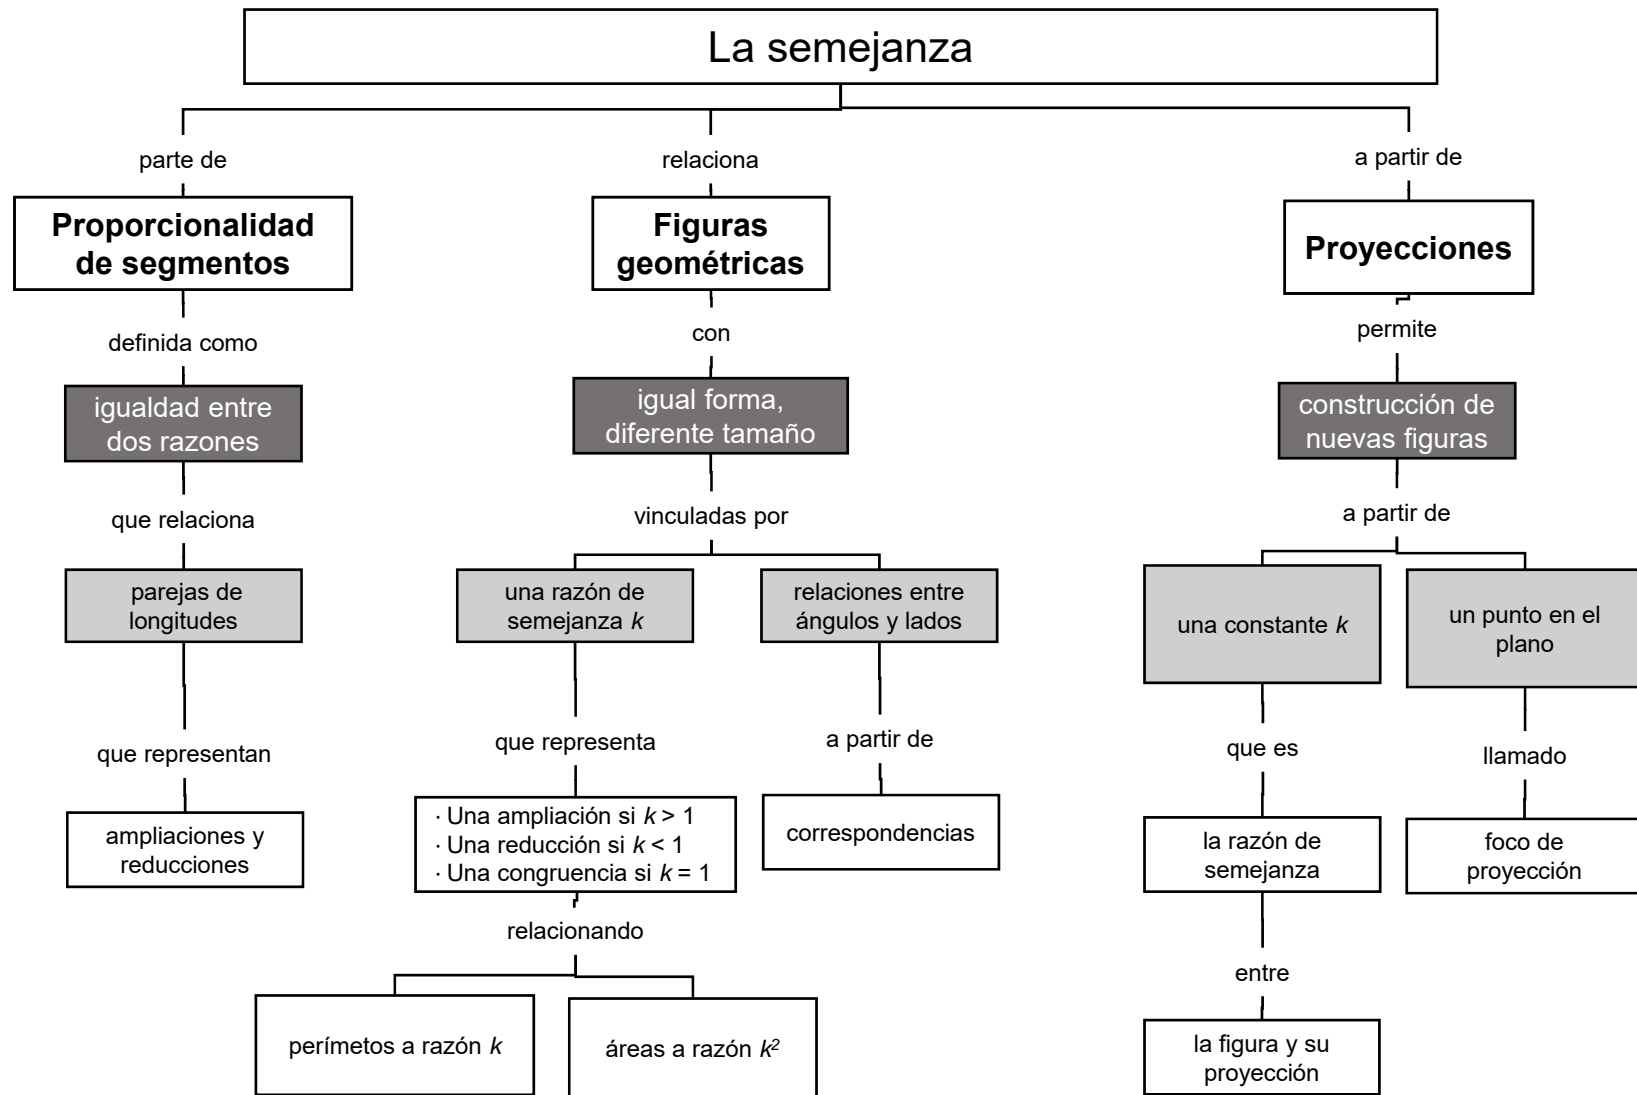 La semejanza
parte de
relaciona
a partir de
Proporcionalidad
de segmentos
Figuras
geométricas
Proyecciones
definida como
con
permite
igualdad entre
dos razones
igual forma,
diferente tamaño
construcción de
nuevas figuras
que relaciona
vinculadas por
a partir de
parejas de
longitudes
una razón de
semejanza k
relaciones entre
ángulos y lados
una constante k
un punto en el
plano
que representan
que representa
a partir de
que es
llamado
ampliaciones y
reducciones
· Una ampliación si k > 1
· Una reducción si k < 1
· Una congruencia si k = 1
correspondencias
la razón de
semejanza
foco de
proyección
relacionando
entre
perímetos a razón k
áreas a razón k²
la figura y su
proyección